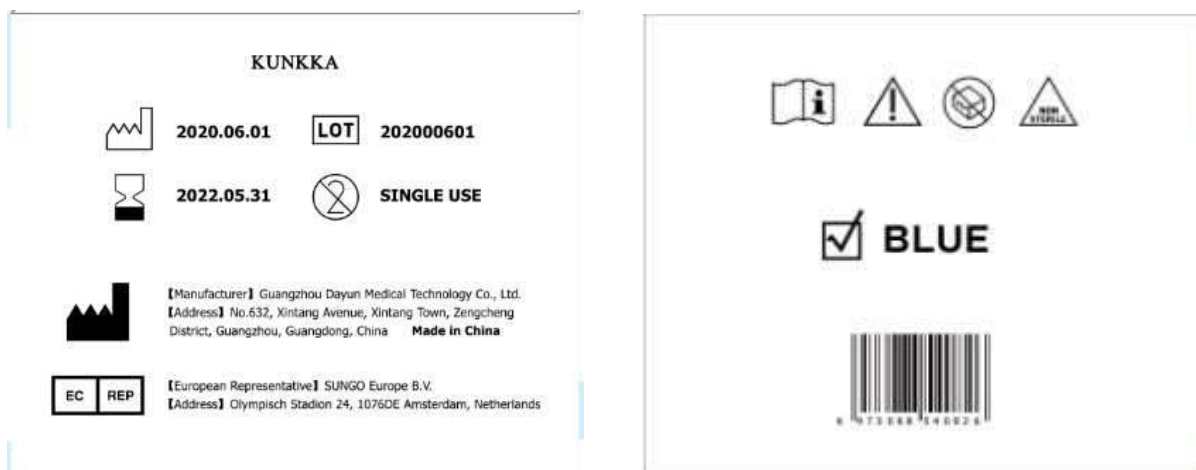 KUNKKA
2020.06.01 LOT 202000601
2022.05.31 2 SINGLE USE
【Manufacturer】 Guangzhou Dayun Medical Technology Co., Ltd.
【Address】 No.632, Xintang Avenue, Xintang Town, Zengcheng
District, Guangzhou, Guangdong, China Made in China
EC REP
【European Representative】 SUNGO Europe B.V.
【Address】 Olympisch Stadion 24, 1076DE Amsterdam, Netherlands
i ! NON
STERILE
BLUE